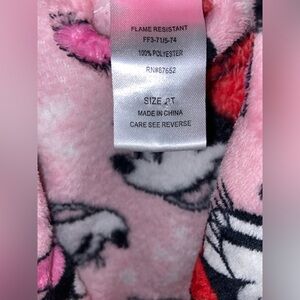 FLAME RESISTANT
FF3-71/5-74
100% POLYESTER
RN#87652
SIZE 2T
MADE IN CHINA
CARE SEE REVERSE